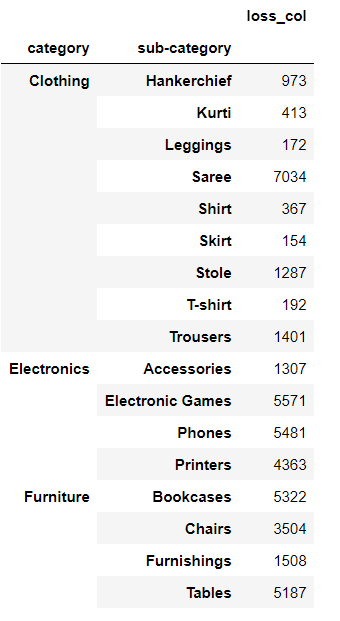 loss_col
category sub-category
Clothing Hankerchief 973
Kurti 413
Leggings 172
Saree 7034
Shirt 367
Skirt 154
Stole 1287
T-shirt 192
Trousers 1401
Electronics Accessories 1307
Electronic Games 5571
Phones 5481
Printers 4363
Furniture Bookcases 5322
Chairs 3504
Furnishings 1508
Tables 5187